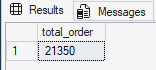 Results Messages
total_order
1 21350